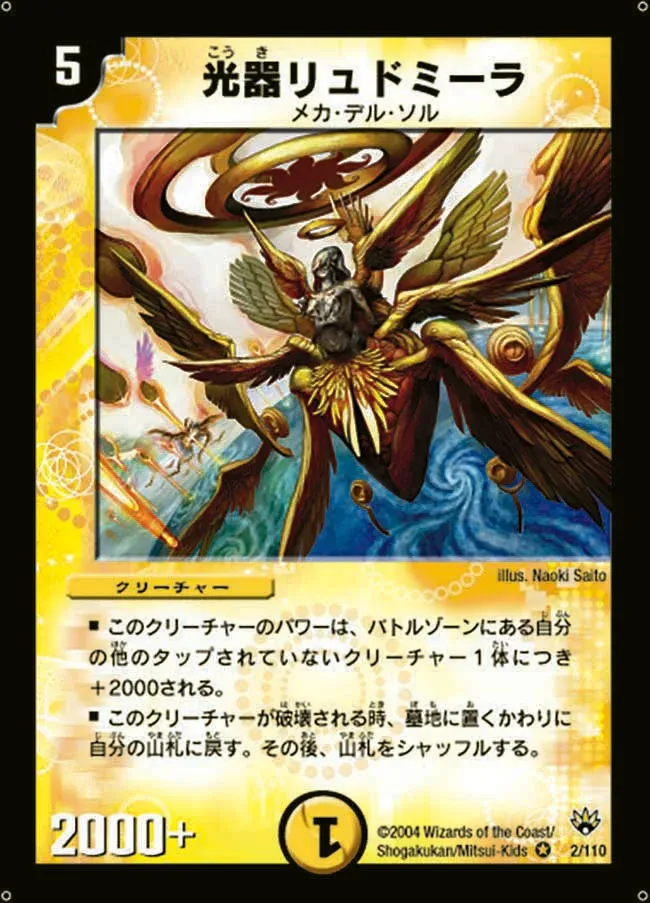 5
こうき
光器リュドミーラ
メカ・デル・ソル
クリーチャー
illus. Naoki Saito
■ このクリーチャーのパワーは、バトルゾーンにある自分
の他のタップされていないクリーチャー1体につき
+2000される。
■ このクリーチャーが破壊される時、墓地に置くかわりに
自分の山札に戻す。その後、山札をシャッフルする。
2000+
1
©2004 Wizards of the Coast/
Shogakukan/Mitsui-Kids
2/110